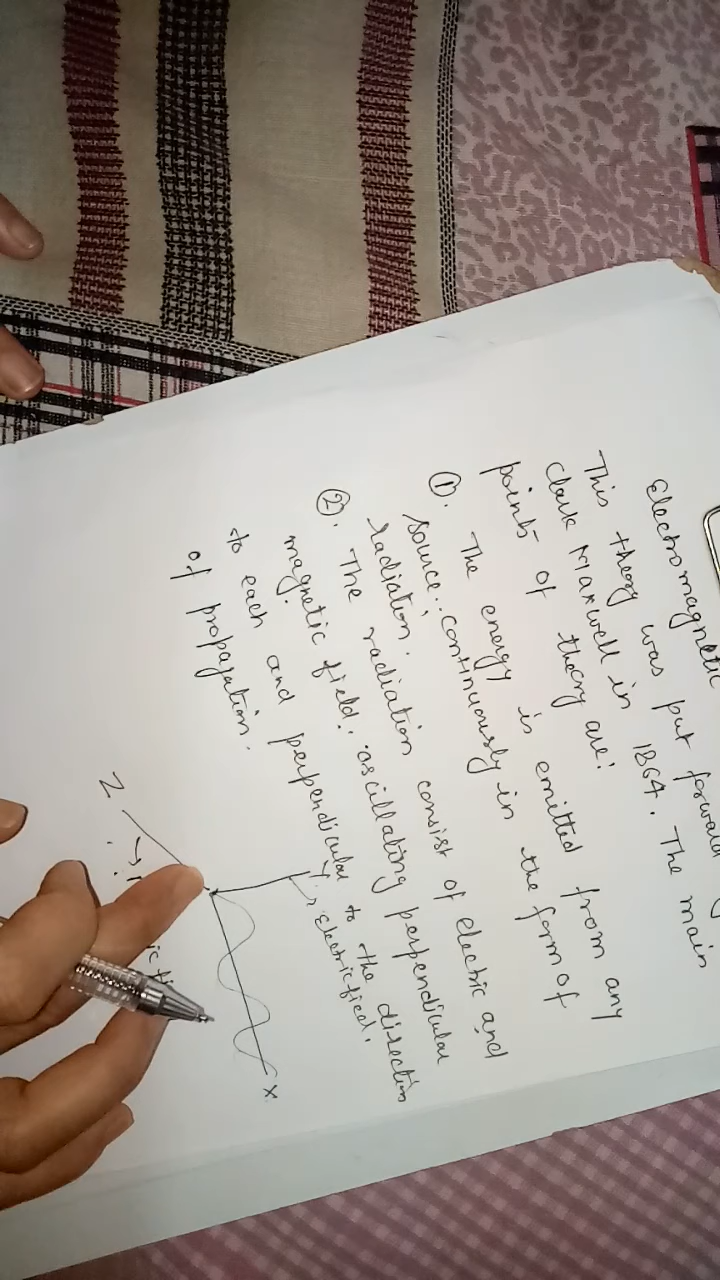 Electromagnetic
This theory was put forward
Clark Maxwell in 1864. The main
points of theory are:
①. The energy is emitted from any
source.. continuously in the form of
radiation.
②. The radiation consist of electric and
magnetic field. oscillating perpendicular
to each and perpendicular to the direction
of propagation.
Y
Electric field.
Z
X